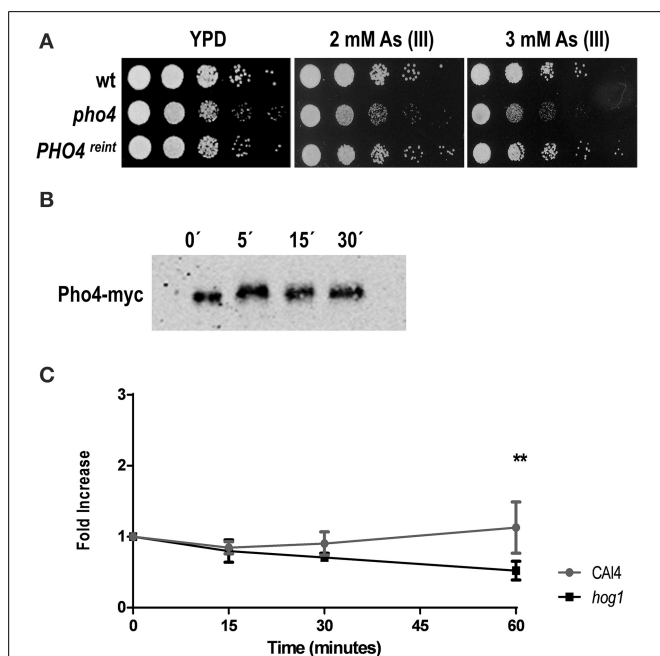 A
YPD
2 mM As (III)
3 mM As (III)
wt
pho4
PHO4 reint
B
0´ 5´ 15´ 30´
Pho4-myc
C
3
2
1
0
Fold Increase
**
0 15 30 45 60
Time (minutes)
CAI4
hog1